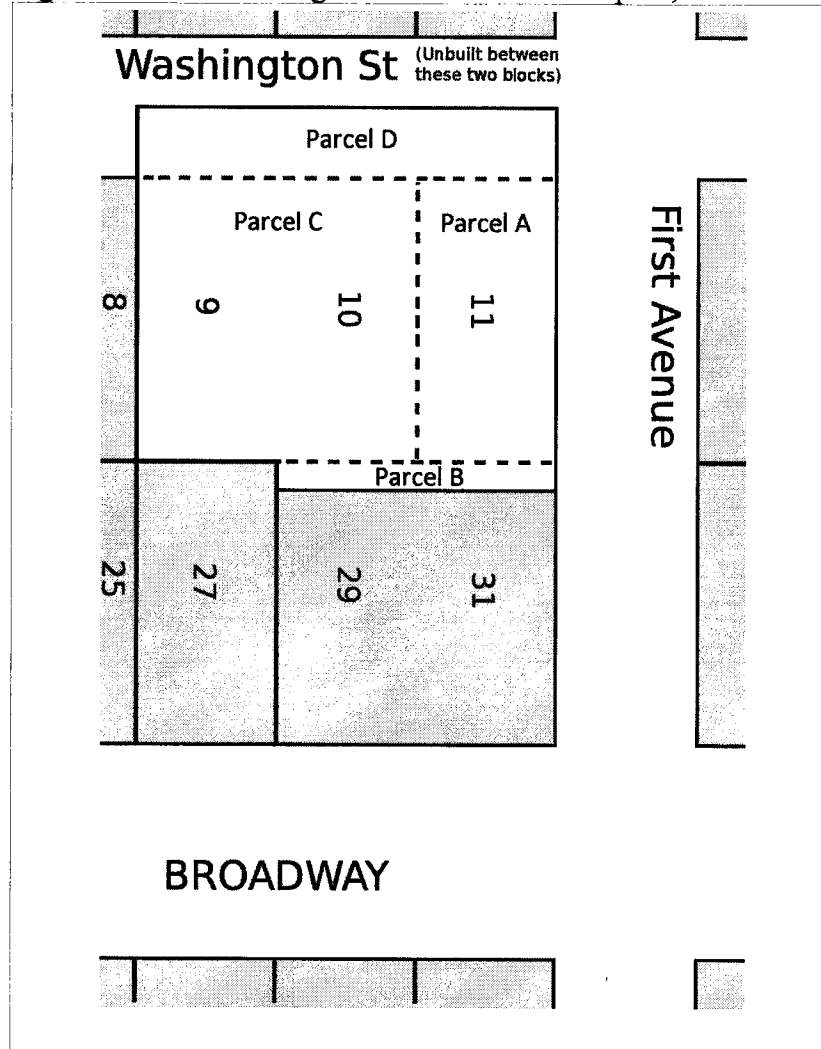 Washington St (Unbuilt between
these two blocks)
Parcel D
Parcel C
Parcel A
First Avenue
8
9
10
11
Parcel B
25
27
29
31
BROADWAY